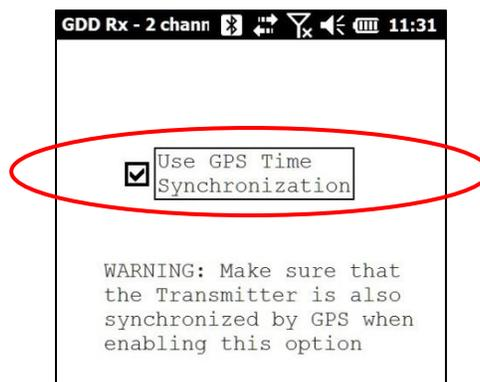 GDD Rx - 2 chann 11:31
Use GPS Time
Synchronization
WARNING: Make sure that
the Transmitter is also
synchronized by GPS when
enabling this option